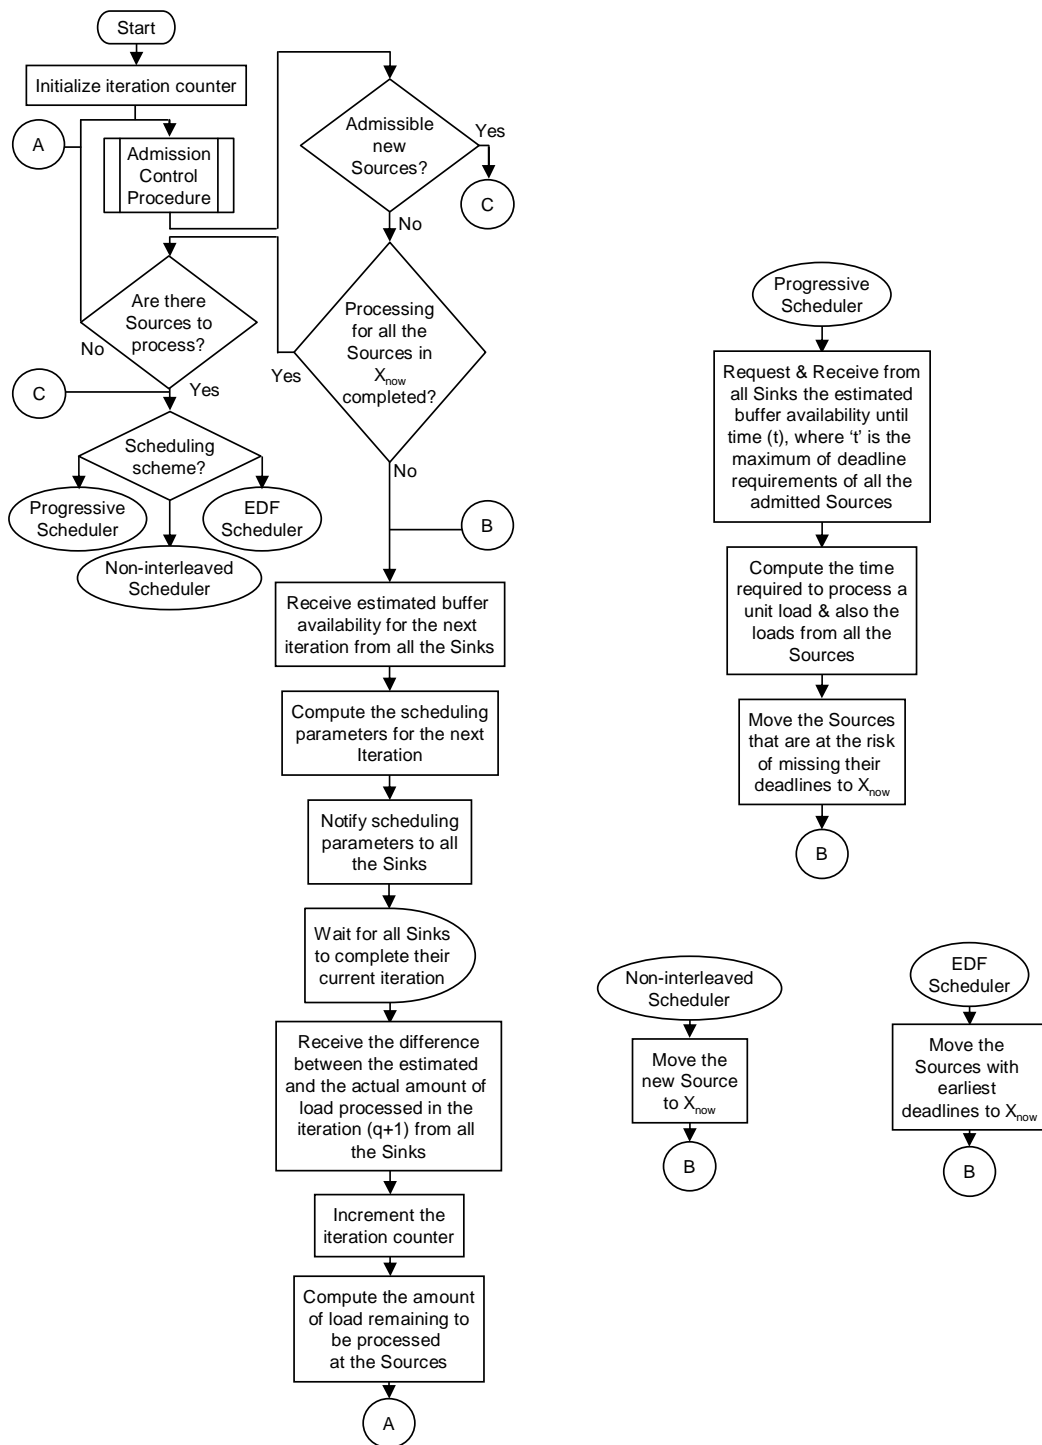 Start
Initialize iteration counter
A
Admission
Control
Procedure
Admissible
new
Sources?
Yes
C
No
Are there
Sources to
process?
No
Yes
C
Processing
for all the
Sources in
Xnow
completed?
Yes
No
Scheduling
scheme?
Progressive
Scheduler
EDF
Scheduler
Non-interleaved
Scheduler
B
Receive estimated buffer
availability for the next
iteration from all the Sinks
Compute the scheduling
parameters for the next
Iteration
Notify scheduling
parameters to all
the Sinks
Wait for all Sinks
to complete their
current iteration
Receive the difference
between the estimated
and the actual amount of
load processed in the
iteration (q+1) from all
the Sinks
Increment the
iteration counter
Compute the amount
of load remaining to
be processed
at the Sources
A
Progressive
Scheduler
Request & Receive from
all Sinks the estimated
buffer availability until
time (t), where ‘t’ is the
maximum of deadline
requirements of all the
admitted Sources
Compute the time
required to process a
unit load & also the
loads from all the
Sources
Move the Sources
that are at the risk
of missing their
deadlines to Xnow
B
Non-interleaved
Scheduler
Move the
new Source
to Xnow
B
EDF
Scheduler
Move the
Sources with
earliest
deadlines to Xnow
B